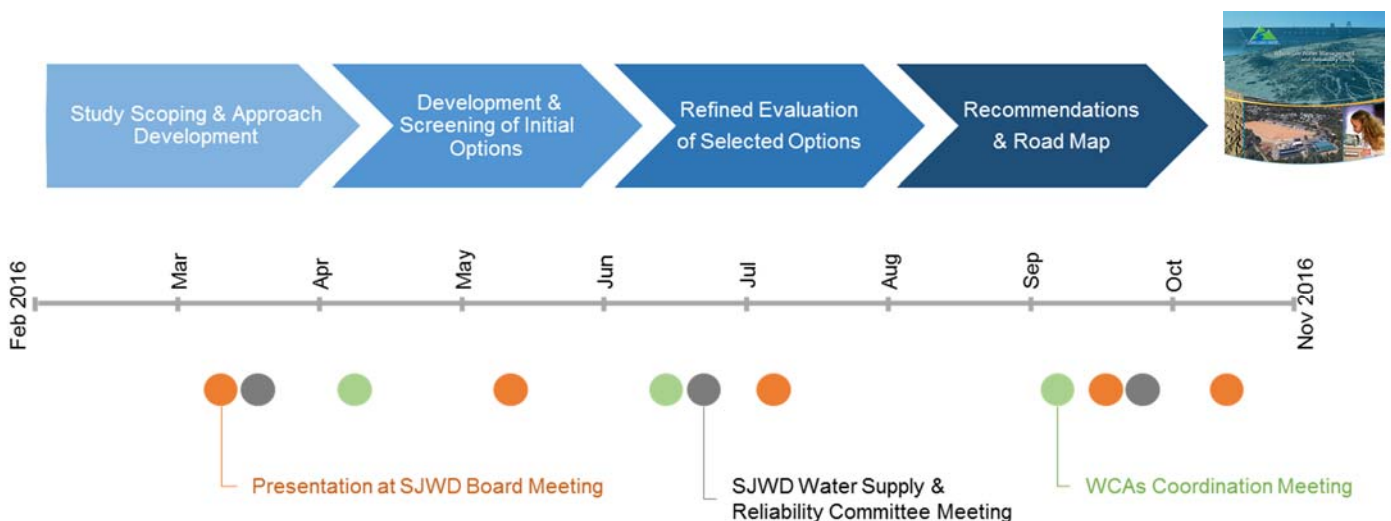 Study Scoping & Approach
Development
Development &
Screening of Initial
Options
Refined Evaluation
of Selected Options
Recommendations
& Road Map
Feb 2016
Mar
Apr
May
Jun
Jul
Aug
Sep
Oct
Nov 2016
Presentation at SJWD Board Meeting
SJWD Water Supply &
Reliability Committee Meeting
WCAs Coordination Meeting